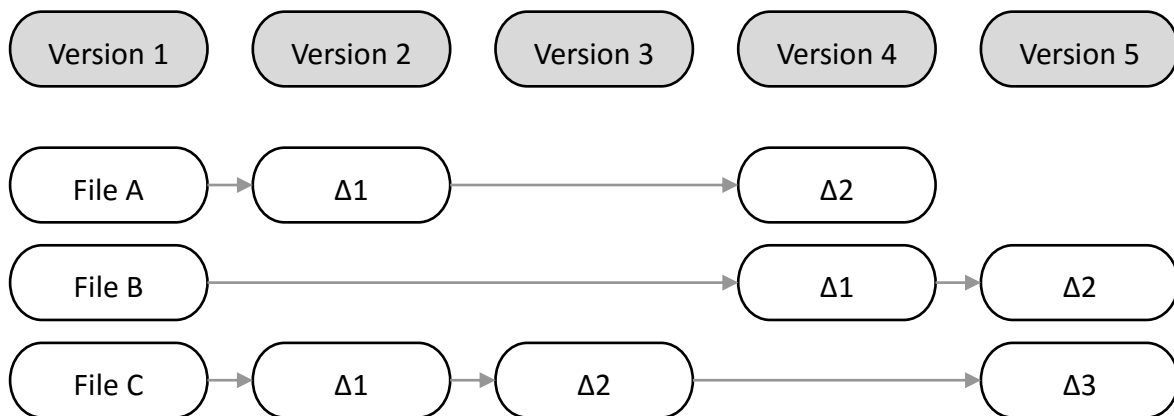 Version 1 Version 2 Version 3 Version 4 Version 5
File A Δ1 Δ2
File B Δ1 Δ2
File C Δ1 Δ2 Δ3